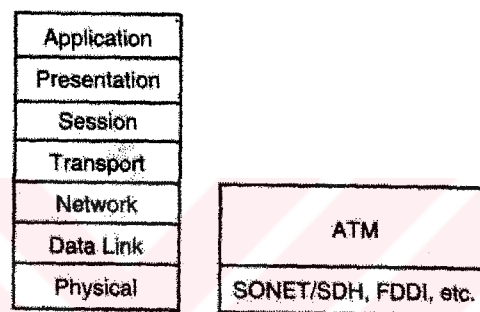 Application
Presentation
Session
Transport
Network
Data Link
Physical
ATM
SONET/SDH, FDDI, etc.